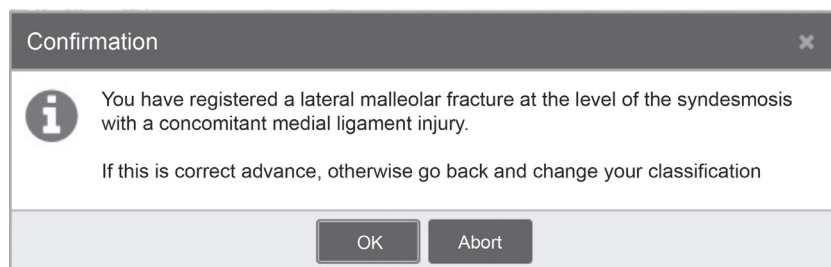 Confirmation
You have registered a lateral malleolar fracture at the level of the syndesmosis
with a concomitant medial ligament injury.
If this is correct advance, otherwise go back and change your classification
OK Abort